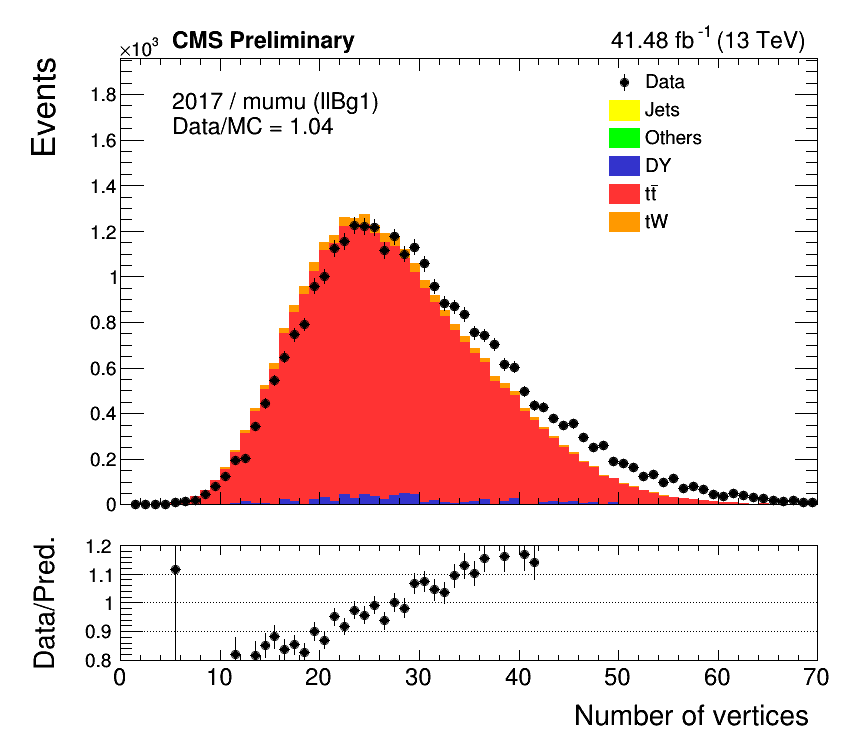 ×10³ CMS Preliminary 41.48 fb⁻¹ (13 TeV)
Events
2017 / mumu (llBg1)
Data/MC = 1.04
Data
Jets
Others
DY
tt̄
tW
1.8
1.6
1.4
1.2
1
0.8
0.6
0.4
0.2
0
Data/Pred.
1.2
1.1
1
0.9
0.8
0 10 20 30 40 50 60 70
Number of vertices